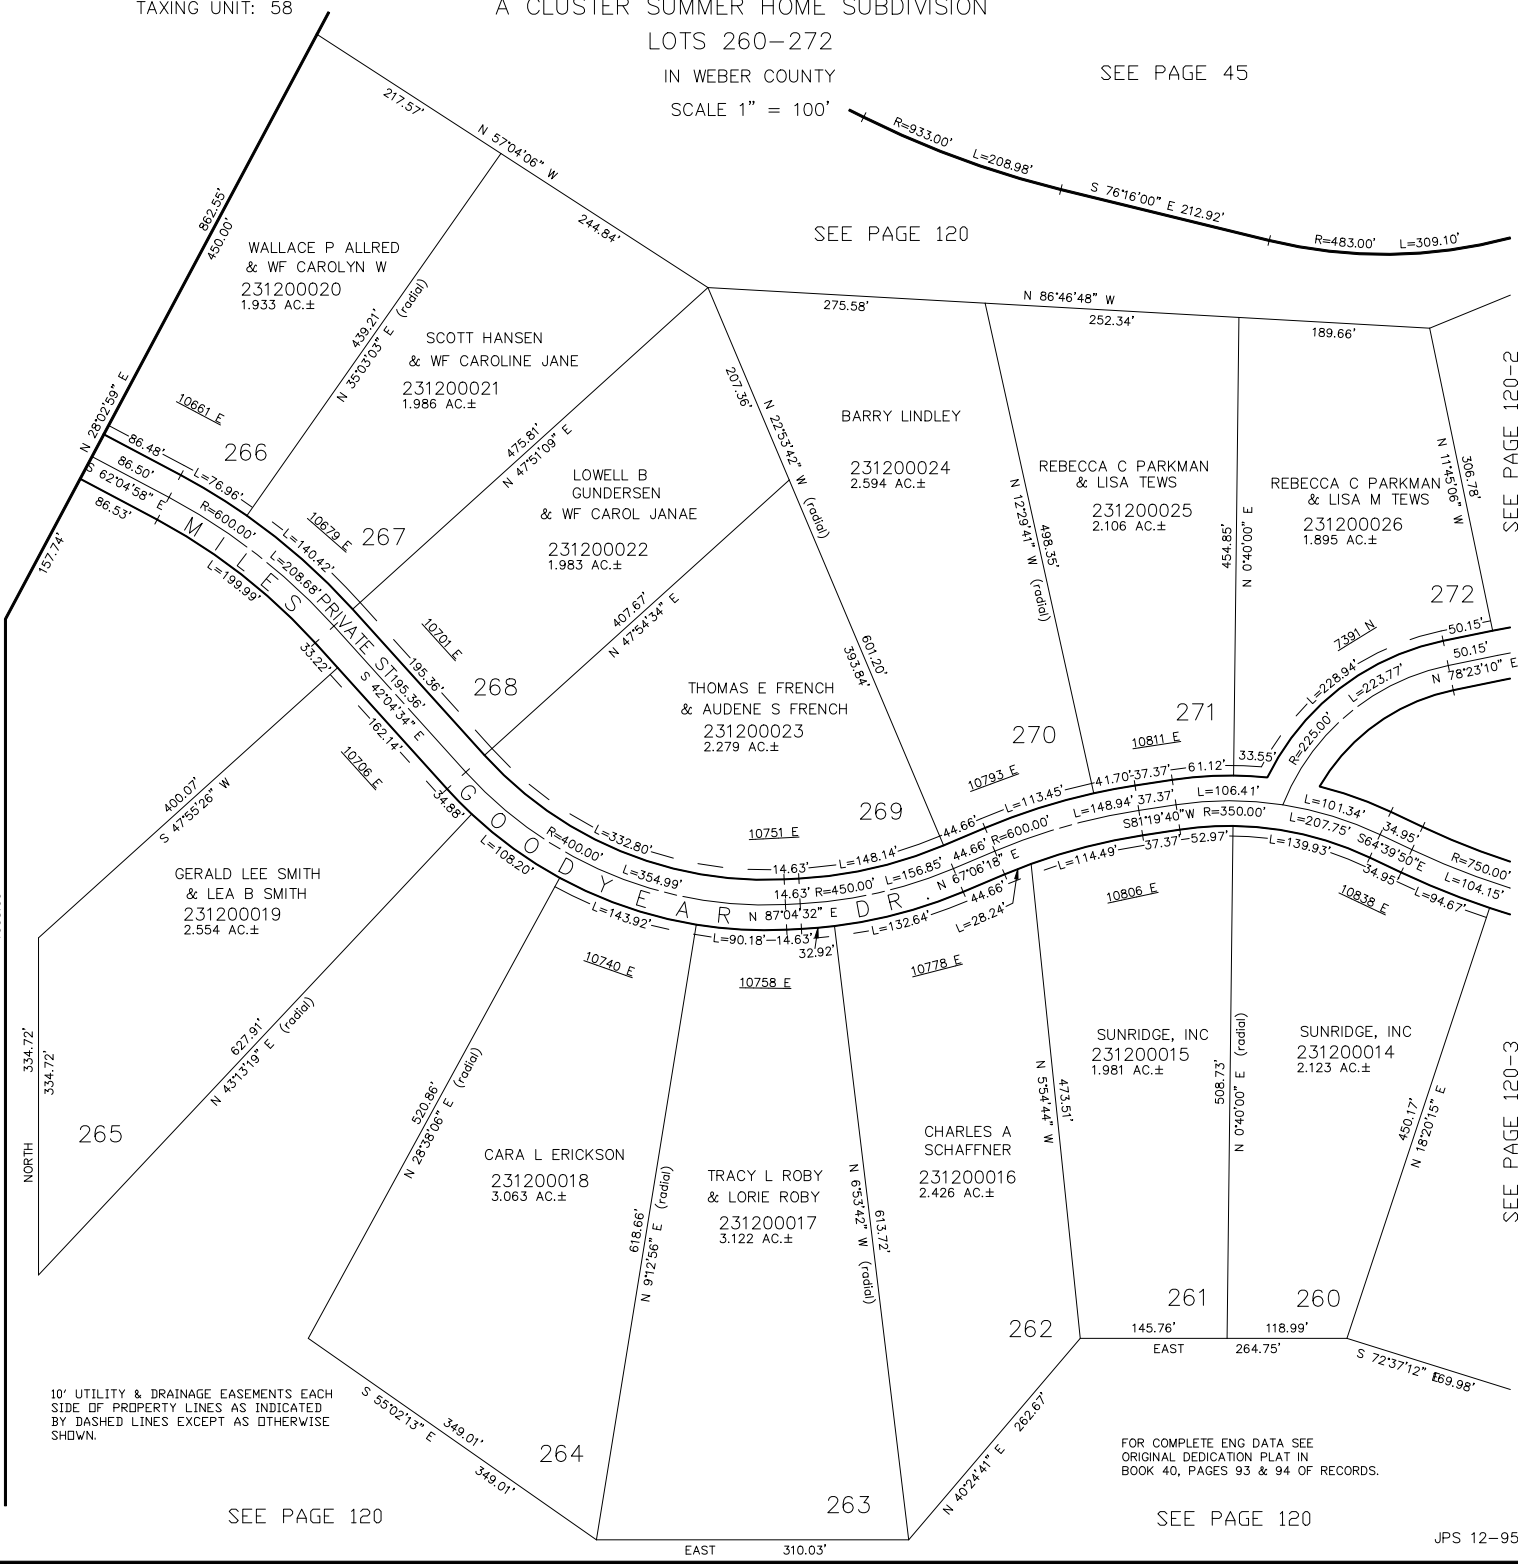 TAXING UNIT: 58
A CLUSTER SUMMER HOME SUBDIVISION
LOTS 260-272
IN WEBER COUNTY
SCALE 1" = 100'
SEE PAGE 45
R=933.00'
L=208.98'
S 76°16'00" E 212.92'
R=483.00'
L=309.10'
SEE PAGE 120
217.57'
N 57°04'06" W
244.84'
862.55'
450.00'
N 28°02'59" E
157.74'
WALLACE P ALLRED
& WF CAROLYN W
231200020
1.933 AC.±
10661 E
266
439.21'
N 35°03'03" E (radial)
SCOTT HANSEN
& WF CAROLINE JANE
231200021
1.986 AC.±
10679 E
267
475.81'
N 47°51'09" E
LOWELL B
GUNDERSEN
& WF CAROL JANAE
231200022
1.983 AC.±
10701 E
268
407.67'
N 47°54'34" E
207.36'
N 22°53'42" W (radial)
601.20'
393.84'
THOMAS E FRENCH
& AUDENE S FRENCH
231200023
2.279 AC.±
10751 E
269
275.58'
N 86°46'48" W
252.34'
189.66'
BARRY LINDLEY
231200024
2.594 AC.±
10793 E
270
N 12°29'41" W (radial)
498.35'
REBECCA C PARKMAN
& LISA TEWS
231200025
2.106 AC.±
10811 E
271
454.85'
N 0°40'00" E
REBECCA C PARKMAN
& LISA M TEWS
231200026
1.895 AC.±
7391 N
272
N 11°45'06" W
306.78'
SEE PAGE 120-2
86.48'
L=76.96'
86.50'
S 62°04'58" E
86.53'
R=600.00'
L=140.42'
L=208.68'
L=199.99'
MILES GOODYEAR DR.
PRIVATE ST
195.36'
195.36'
S 42°04'34" E
33.22'
162.14'
34.88'
L=108.20'
L=332.80'
R=400.00'
L=354.99'
L=143.92'
14.63'
L=148.14'
14.63'
R=450.00'
L=156.85'
N 87°04'32" E
L=90.18'
14.63'
32.92'
L=132.64'
44.66'
44.66'
N 67°06'18" E
44.66'
L=28.24'
L=113.45'
R=600.00'
L=148.94'
L=114.49'
41.70'
37.37'
61.12'
33.55'
37.37'
S81°19'40"W
37.37'
52.97'
L=106.41'
R=350.00'
L=207.75'
L=139.93'
L=228.94'
L=223.77'
R=225.00'
50.15'
50.15'
N 78°23'10" E
L=101.34'
34.95'
S64°39'50"E
34.95'
R=750.00'
L=104.15'
L=94.67'
400.07'
S 47°55'26" W
10706 E
GERALD LEE SMITH
& LEA B SMITH
231200019
2.554 AC.±
NORTH 334.72'
334.72'
265
627.91'
N 43°13'19" E (radial)
10740 E
520.86'
N 28°38'06" E (radial)
CARA L ERICKSON
231200018
3.063 AC.±
264
S 55°02'13" E
349.01'
349.01'
618.66'
N 9°12'56" E (radial)
10758 E
TRACY L ROBY
& LORIE ROBY
231200017
3.122 AC.±
263
EAST 310.03'
N 6°53'42" W (radial)
613.72'
10778 E
CHARLES A
SCHAFFNER
231200016
2.426 AC.±
262
N 40°24'41" E 262.67'
N 5°54'44" W
473.51'
10806 E
SUNRIDGE, INC
231200015
1.981 AC.±
261
508.73'
N 0°40'00" E (radial)
145.76'
EAST 264.75'
118.99'
10838 E
SUNRIDGE, INC
231200014
2.123 AC.±
260
450.17'
N 18°20'15" E
S 72°37'12" E
169.98'
SEE PAGE 120-3
10' UTILITY & DRAINAGE EASEMENTS EACH
SIDE OF PROPERTY LINES AS INDICATED
BY DASHED LINES EXCEPT AS OTHERWISE
SHOWN.
FOR COMPLETE ENG DATA SEE
ORIGINAL DEDICATION PLAT IN
BOOK 40, PAGES 93 & 94 OF RECORDS.
SEE PAGE 120
SEE PAGE 120
JPS 12-95